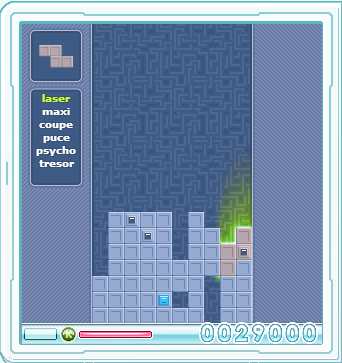 laser
maxi
coupe
puce
psycho
tresor
0029000